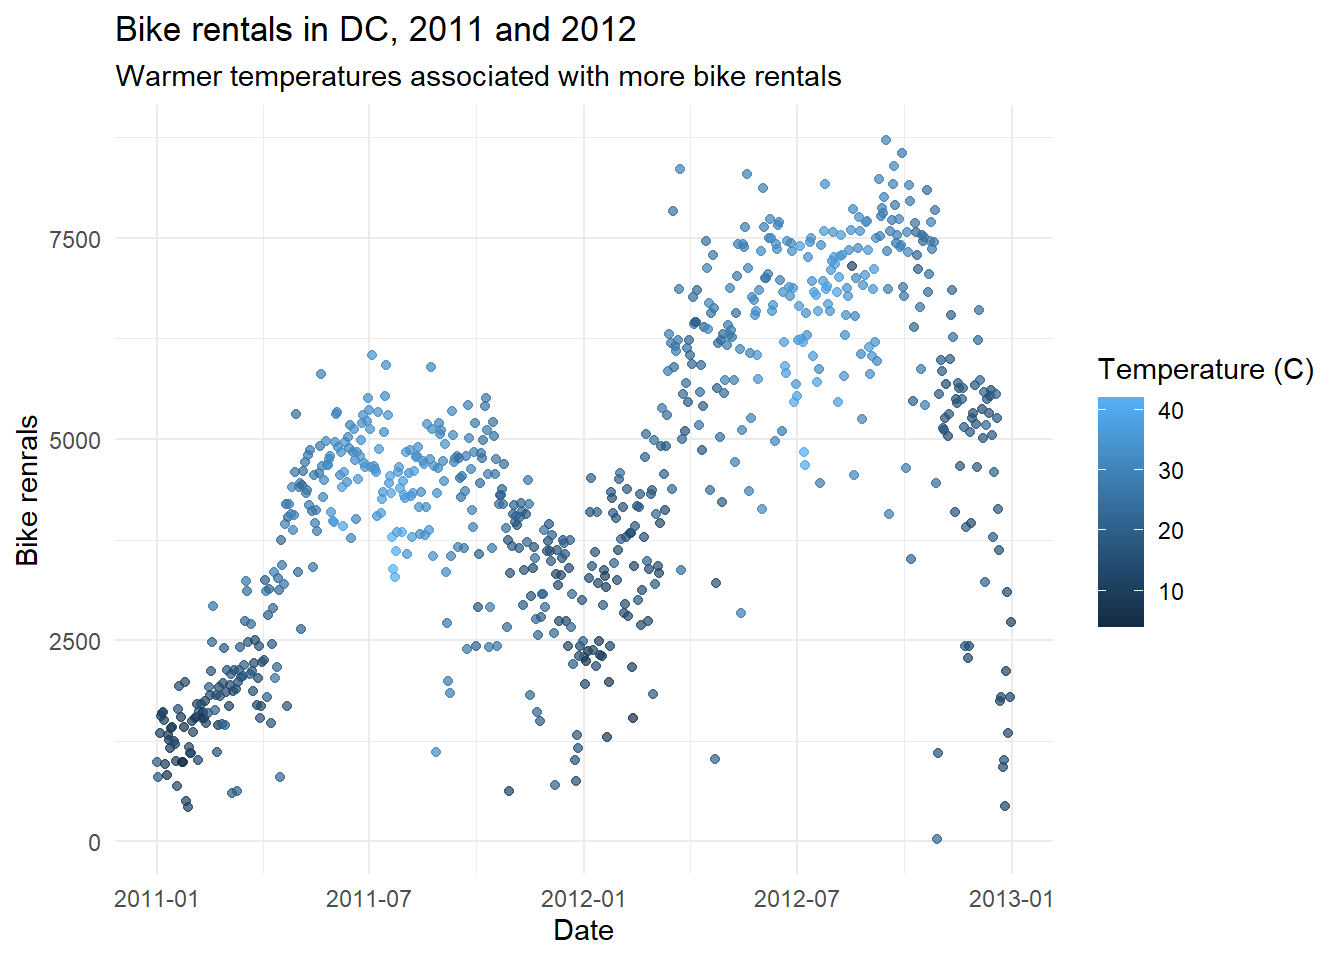 Bike rentals in DC, 2011 and 2012
Warmer temperatures associated with more bike rentals
Bike renrals
7500
5000
2500
0
2011-01
2011-07
2012-01
2012-07
2013-01
Date
Temperature (C)
40
30
20
10